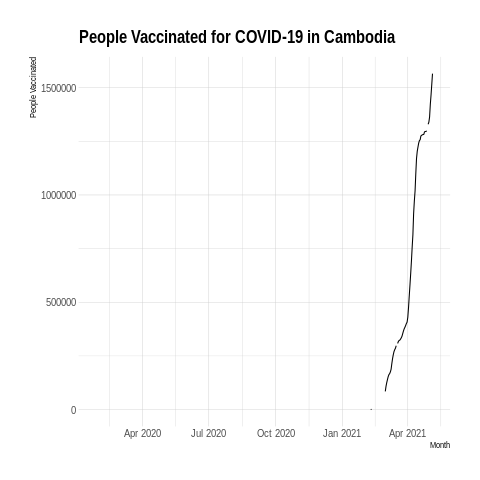 People Vaccinated for COVID-19 in Cambodia
People Vaccinated
1500000
1000000
500000
0
Apr 2020 Jul 2020 Oct 2020 Jan 2021 Apr 2021
Month